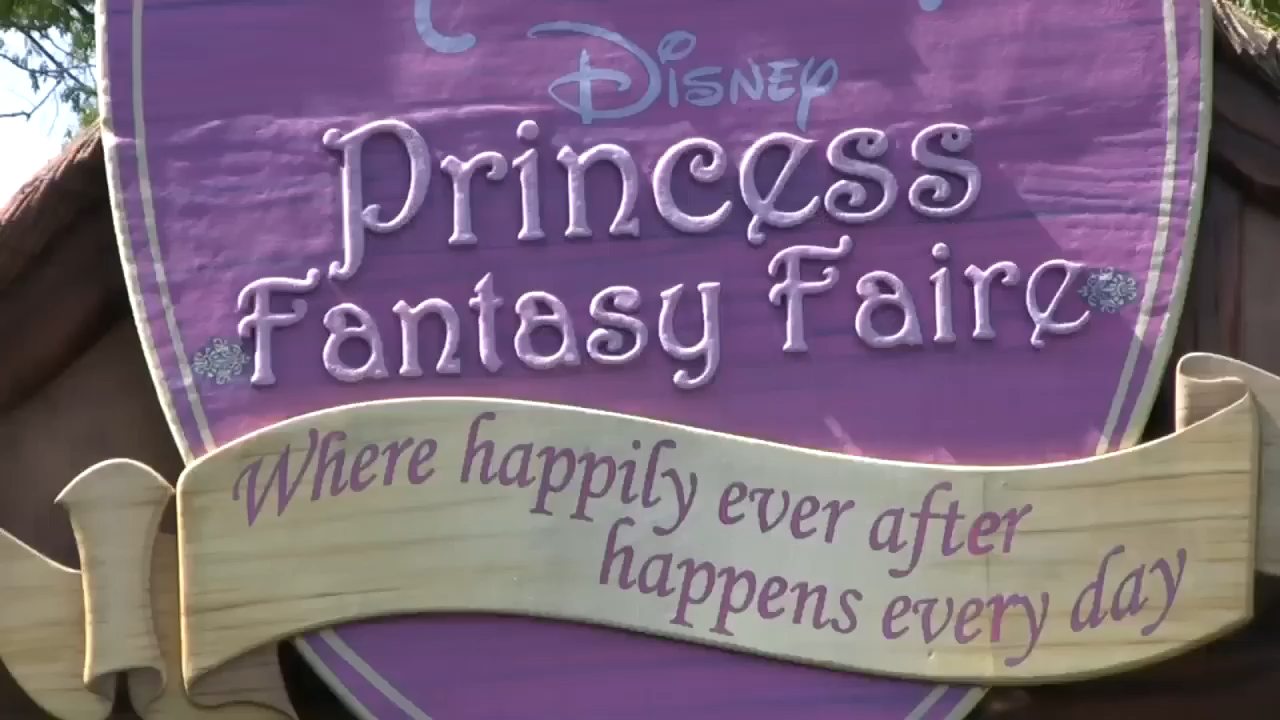 Disney
Princess
Fantasy Faire
Where happily ever after
happens every day